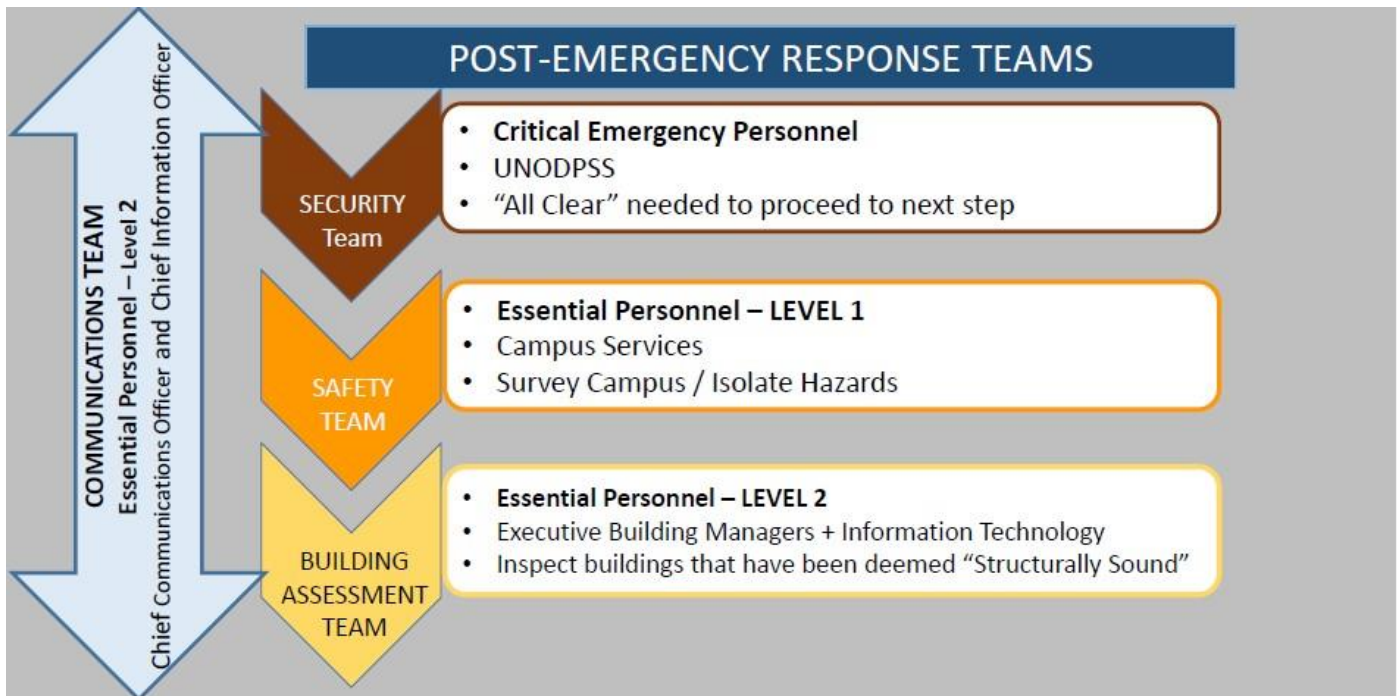 POST-EMERGENCY RESPONSE TEAMS
COMMUNICATIONS TEAM
Essential Personnel – Level 2
Chief Communications Officer and Chief Information Officer
SECURITY
Team
• Critical Emergency Personnel
• UNODPSS
• “All Clear” needed to proceed to next step
SAFETY
TEAM
• Essential Personnel – LEVEL 1
• Campus Services
• Survey Campus / Isolate Hazards
BUILDING
ASSESSMENT
TEAM
• Essential Personnel – LEVEL 2
• Executive Building Managers + Information Technology
• Inspect buildings that have been deemed “Structurally Sound”